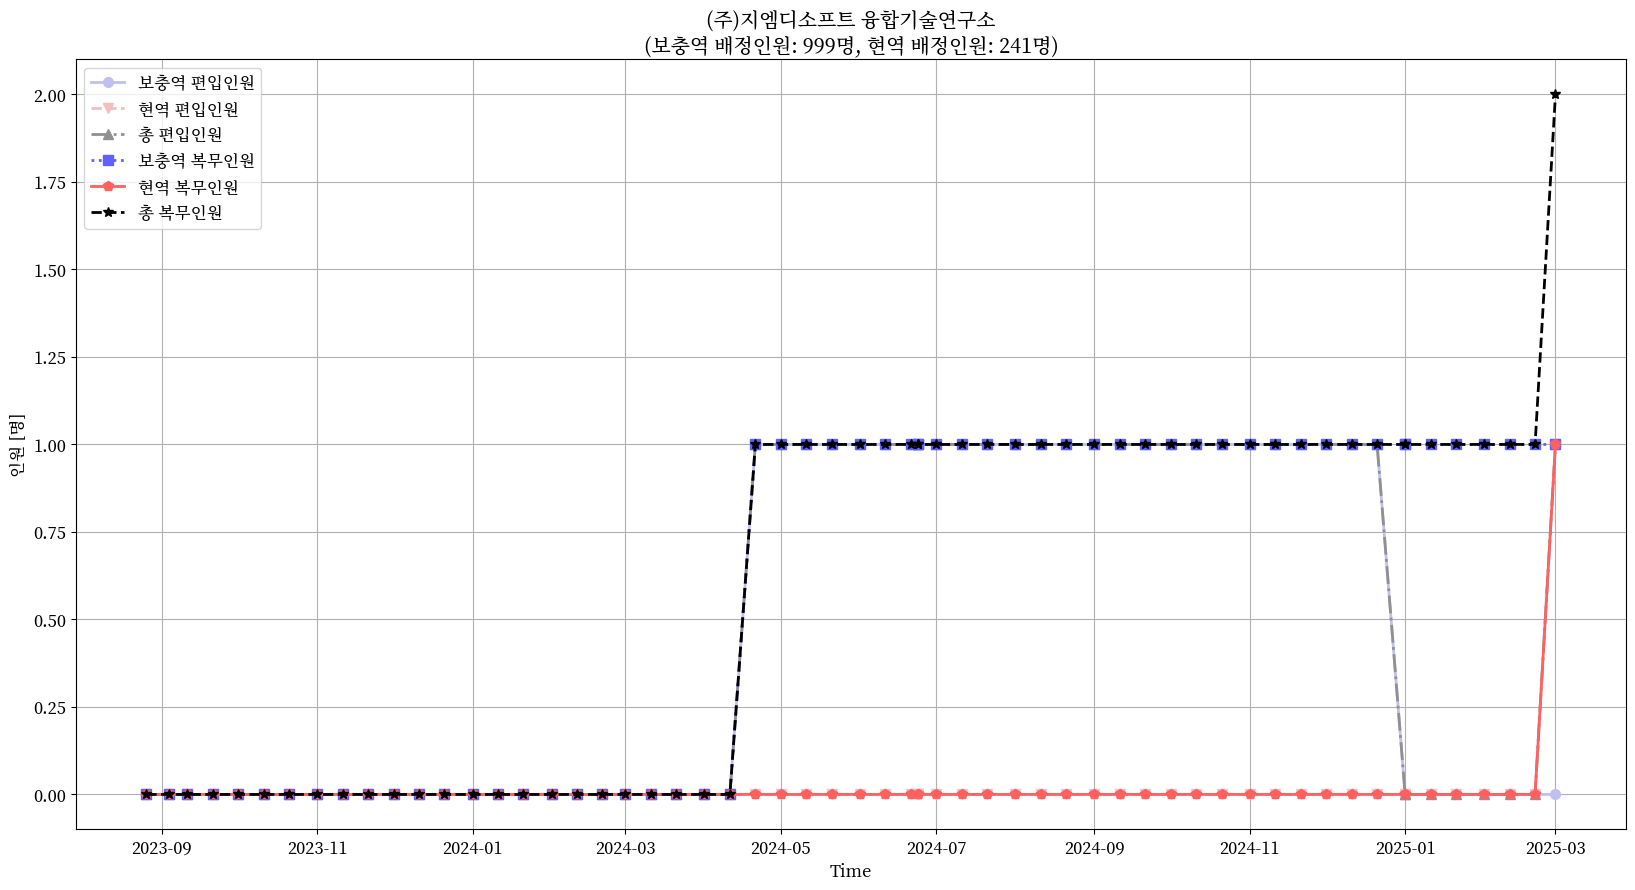 (주)지엠디소프트 융합기술연구소
(보충역 배정인원: 999명, 현역 배정인원: 241명)
보충역 편입인원
현역 편입인원
총 편입인원
보충역 복무인원
현역 복무인원
총 복무인원
2.00
1.75
1.50
1.25
1.00
0.75
0.50
0.25
0.00
인원 [명]
2023-09
2023-11
2024-01
2024-03
2024-05
2024-07
2024-09
2024-11
2025-01
2025-03
Time